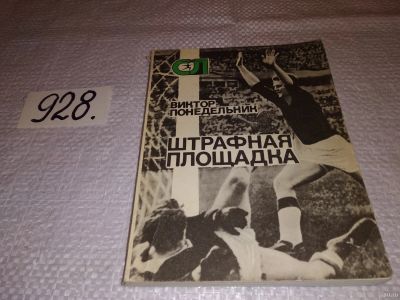 928.
СЛ
ВИКТОР
ПОНЕДЕЛЬНИК
ШТРАФНАЯ
ПЛОЩАДКА